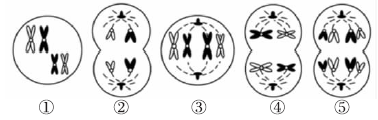 ① ② ③ ④ ⑤